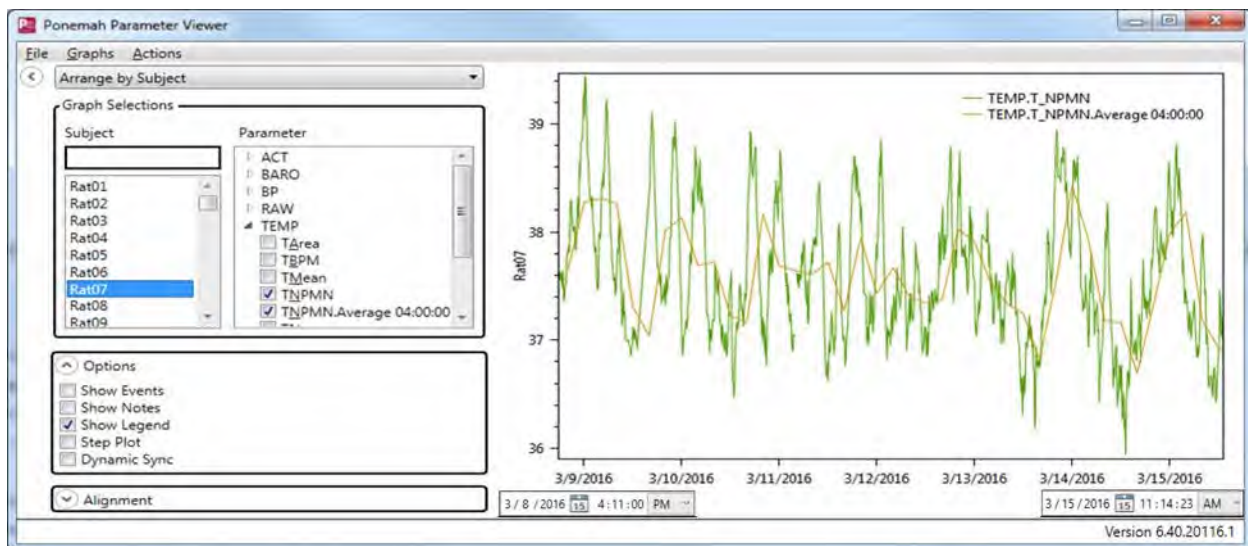 Ponemah Parameter Viewer
File Graphs Actions
Arrange by Subject
Graph Selections
Subject
Rat01
Rat02
Rat03
Rat04
Rat05
Rat06
Rat07
Rat08
Rat09
Parameter
ACT
BARO
BP
RAW
TEMP
TArea
TBPM
TMean
TNPMN
TNPMN.Average 04:00:00
Options
Show Events
Show Notes
Show Legend
Step Plot
Dynamic Sync
Alignment
TEMP.T_NPMN
TEMP.T_NPMN.Average 04:00:00
39
38
37
36
Rat07
3/9/2016 3/10/2016 3/11/2016 3/12/2016 3/13/2016 3/14/2016 3/15/2016
3/8/2016 15 4:11:00 PM
3/15/2016 15 11:14:23 AM
Version 6.40.20116.1